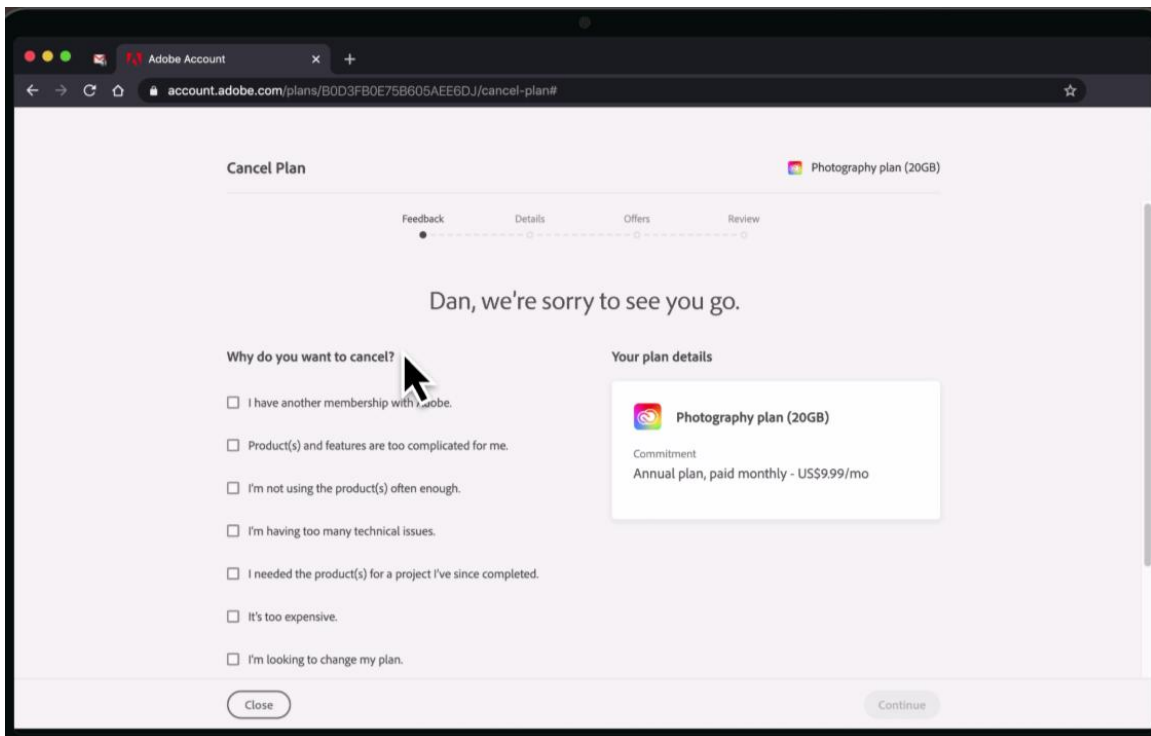 Adobe Account
account.adobe.com/plans/B0D3FB0E75B605AEE6DJ/cancel-plan#
Cancel Plan
Photography plan (20GB)
Feedback Details Offers Review
Dan, we're sorry to see you go.
Why do you want to cancel?
I have another membership with Adobe.
Product(s) and features are too complicated for me.
I'm not using the product(s) often enough.
I'm having too many technical issues.
I needed the product(s) for a project I've since completed.
It's too expensive.
I'm looking to change my plan.
Your plan details
Photography plan (20GB)
Commitment
Annual plan, paid monthly - US$9.99/mo
Close
Continue